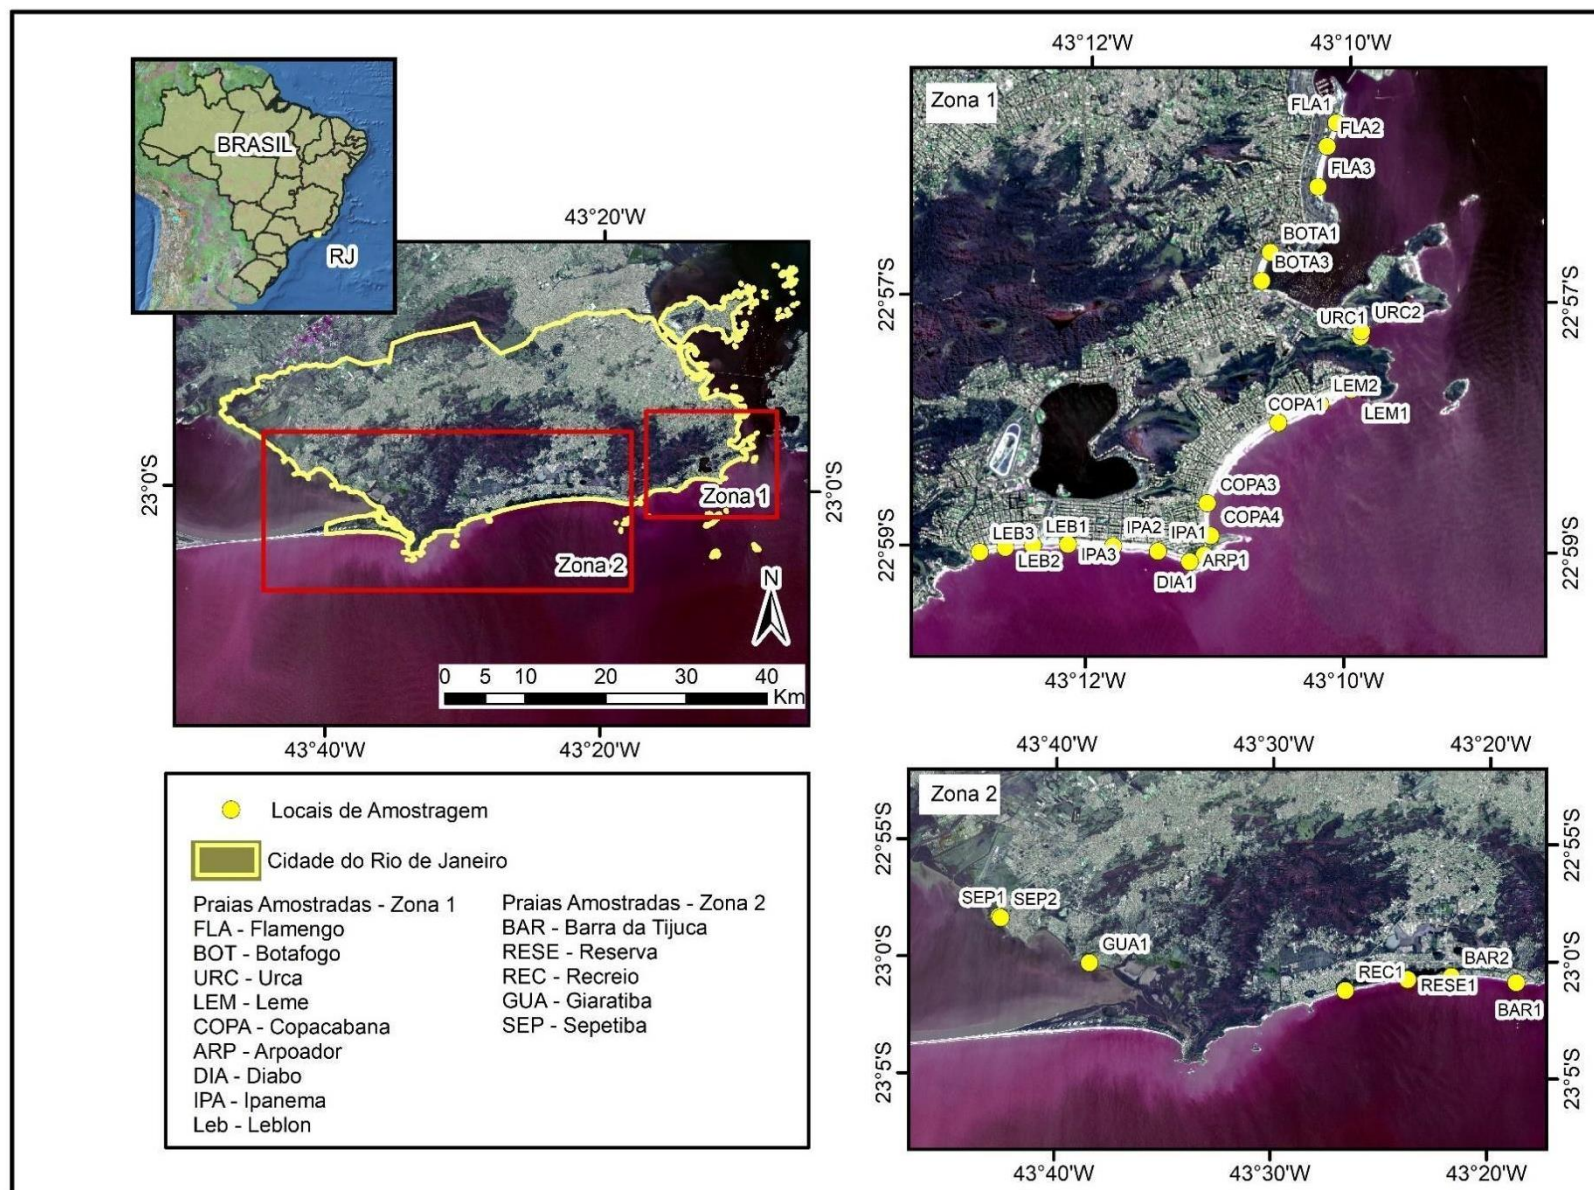 BRASIL
RJ
43°20'W
23°0'S
23°0'S
Zona 1
Zona 2
N
0 5 10 20 30 40
Km
43°40'W 43°20'W
Locais de Amostragem
Cidade do Rio de Janeiro
Praias Amostradas - Zona 1
FLA - Flamengo
BOT - Botafogo
URC - Urca
LEM - Leme
COPA - Copacabana
ARP - Arpoador
DIA - Diabo
IPA - Ipanema
Leb - Leblon
Praias Amostradas - Zona 2
BAR - Barra da Tijuca
RESE - Reserva
REC - Recreio
GUA - Giaratiba
SEP - Sepetiba
43°12'W 43°10'W
Zona 1
FLA1
FLA2
FLA3
BOTA1
BOTA3
22°57'S
22°57'S
URC1 URC2
LEM2
COPA1 LEM1
COPA3
COPA4
LEB3 LEB1 IPA2 IPA1
LEB2 IPA3 ARP1
DIA1
22°59'S
22°59'S
43°12'W 43°10'W
43°40'W 43°30'W 43°20'W
Zona 2
22°55'S
22°55'S
SEP1 SEP2
GUA1
23°0'S
23°0'S
BAR2
REC1 RESE1
BAR1
23°5'S
23°5'S
43°40'W 43°30'W 43°20'W